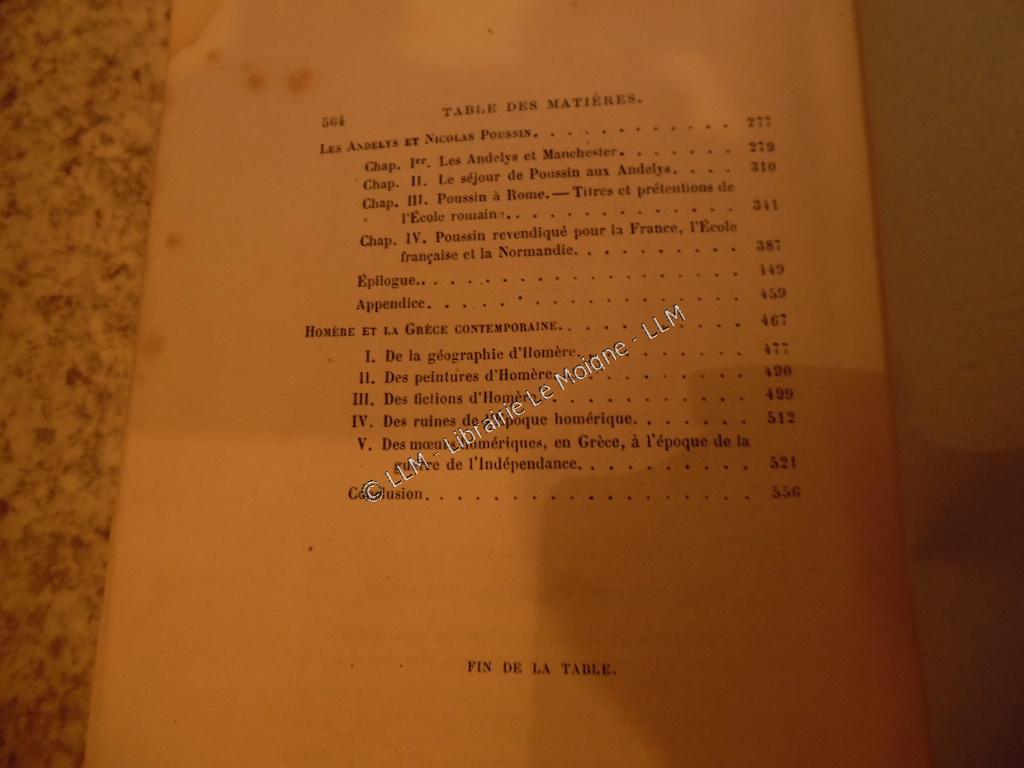 564 TABLE DES MATIÈRES.
LES ANDELYS ET NICOLAS POUSSIN. . . . . . . . . . . . 277
Chap. Ier. Les Andelys et Manchester. . . . . . . . 279
Chap. II. Le séjour de Poussin aux Andelys. . . . . 310
Chap. III. Poussin à Rome. — Titres et prétentions de
l'École romaine. . . . . . . . . . . . . . 341
Chap. IV. Poussin revendiqué pour la France, l'École
française et la Normandie. . . . . . . . . . 387
Épilogue. . . . . . . . . . . . . . . . . . . 449
Appendice. . . . . . . . . . . . . . . . . . 459
HOMÈRE ET LA GRÈCE CONTEMPORAINE. . . . . . . . . . . 467
I. De la géographie d'Homère. . . . . . . . . . 477
II. Des peintures d'Homère. . . . . . . . . . . 490
III. Des fictions d'Homère. . . . . . . . . . . . 499
IV. Des ruines de l'époque homérique. . . . . . . 512
V. Des mœurs homériques, en Grèce, à l'époque de la
guerre de l'Indépendance. . . . . . . . . . 521
Conclusion. . . . . . . . . . . . . . . . . . . 556
FIN DE LA TABLE.
© LLM - Librairie Le Moigne - LLM